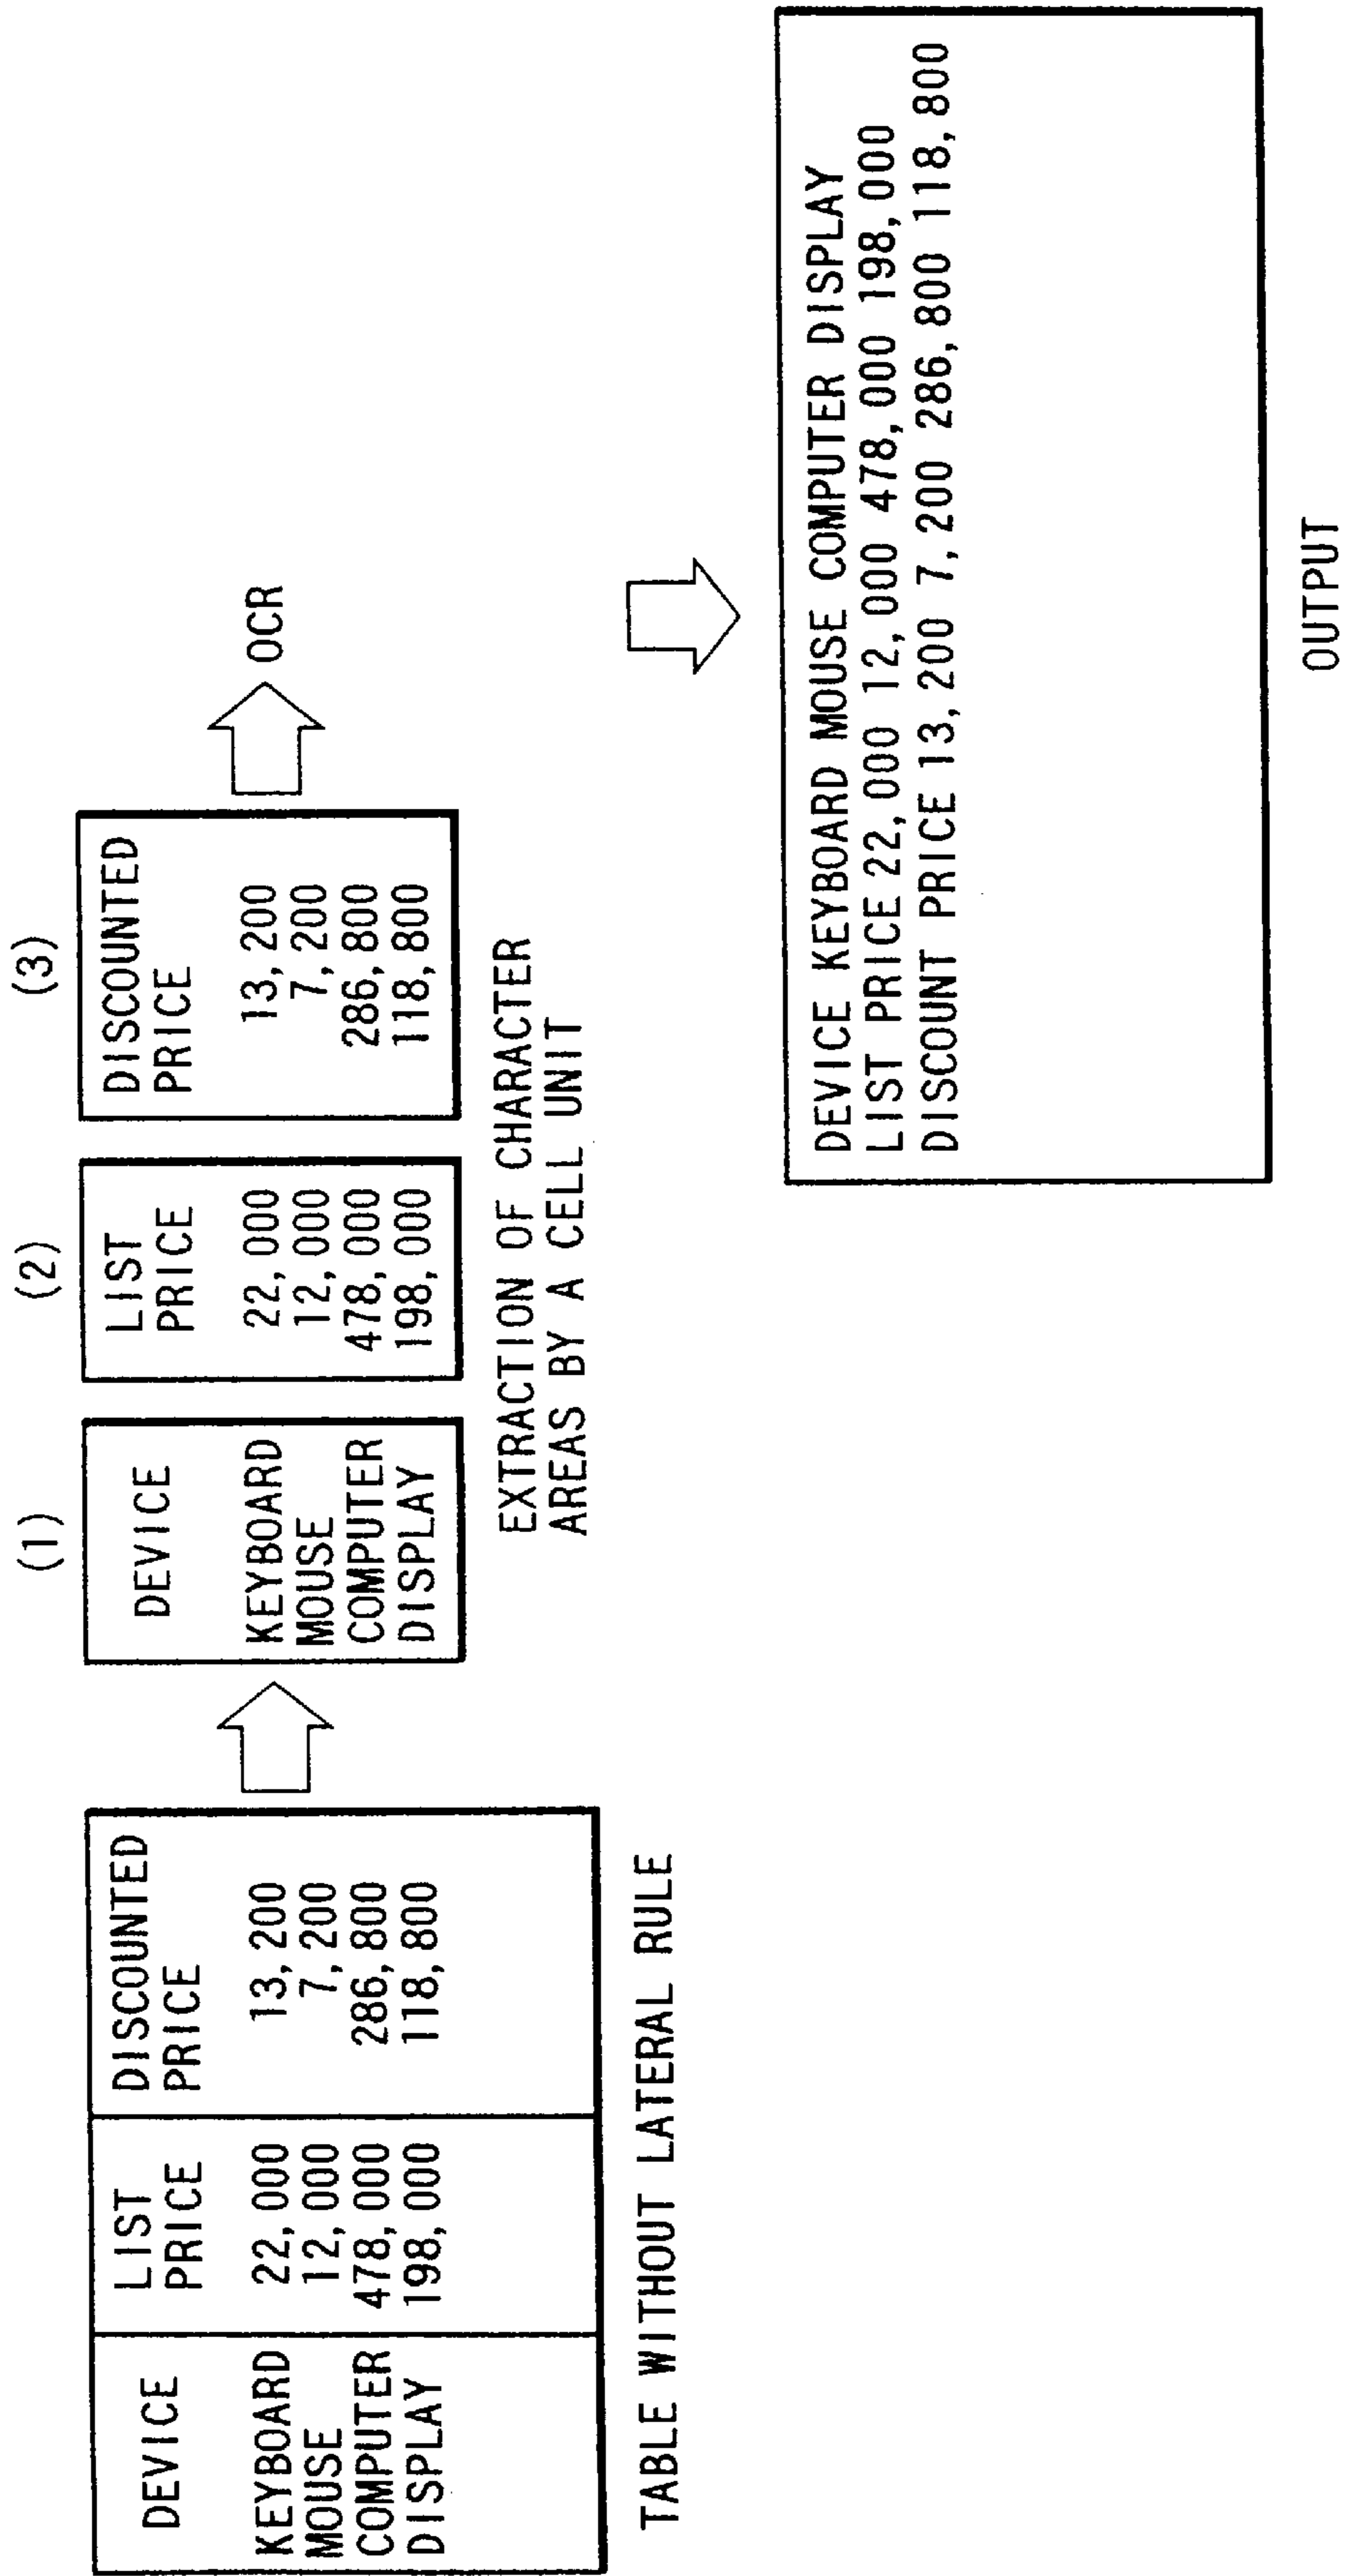 DEVICE
KEYBOARD
MOUSE
COMPUTER
DISPLAY
LIST
PRICE
22,000
12,000
478,000
198,000
DISCOUNTED
PRICE
13,200
7,200
286,800
118,800
TABLE WITHOUT LATERAL RULE
(1)
DEVICE
KEYBOARD
MOUSE
COMPUTER
DISPLAY
(2)
LIST
PRICE
22,000
12,000
478,000
198,000
(3)
DISCOUNTED
PRICE
13,200
7,200
286,800
118,800
EXTRACTION OF CHARACTER
AREAS BY A CELL UNIT
OCR
DEVICE KEYBOARD MOUSE COMPUTER DISPLAY
LIST PRICE 22,000 12,000 478,000 198,000
DISCOUNT PRICE 13,200 7,200 286,800 118,800
OUTPUT